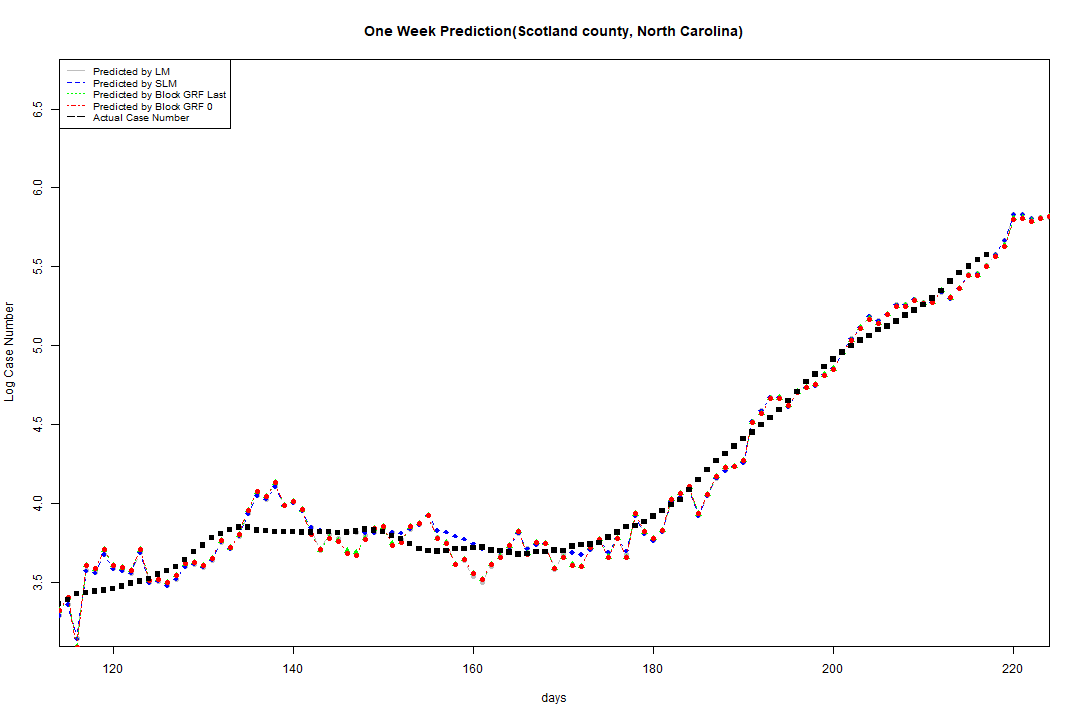 One Week Prediction(Scotland county, North Carolina)
Predicted by LM
Predicted by SLM
Predicted by Block GRF Last
Predicted by Block GRF 0
Actual Case Number
6.5
6.0
5.5
5.0
4.5
4.0
3.5
Log Case Number
120 140 160 180 200 220
days